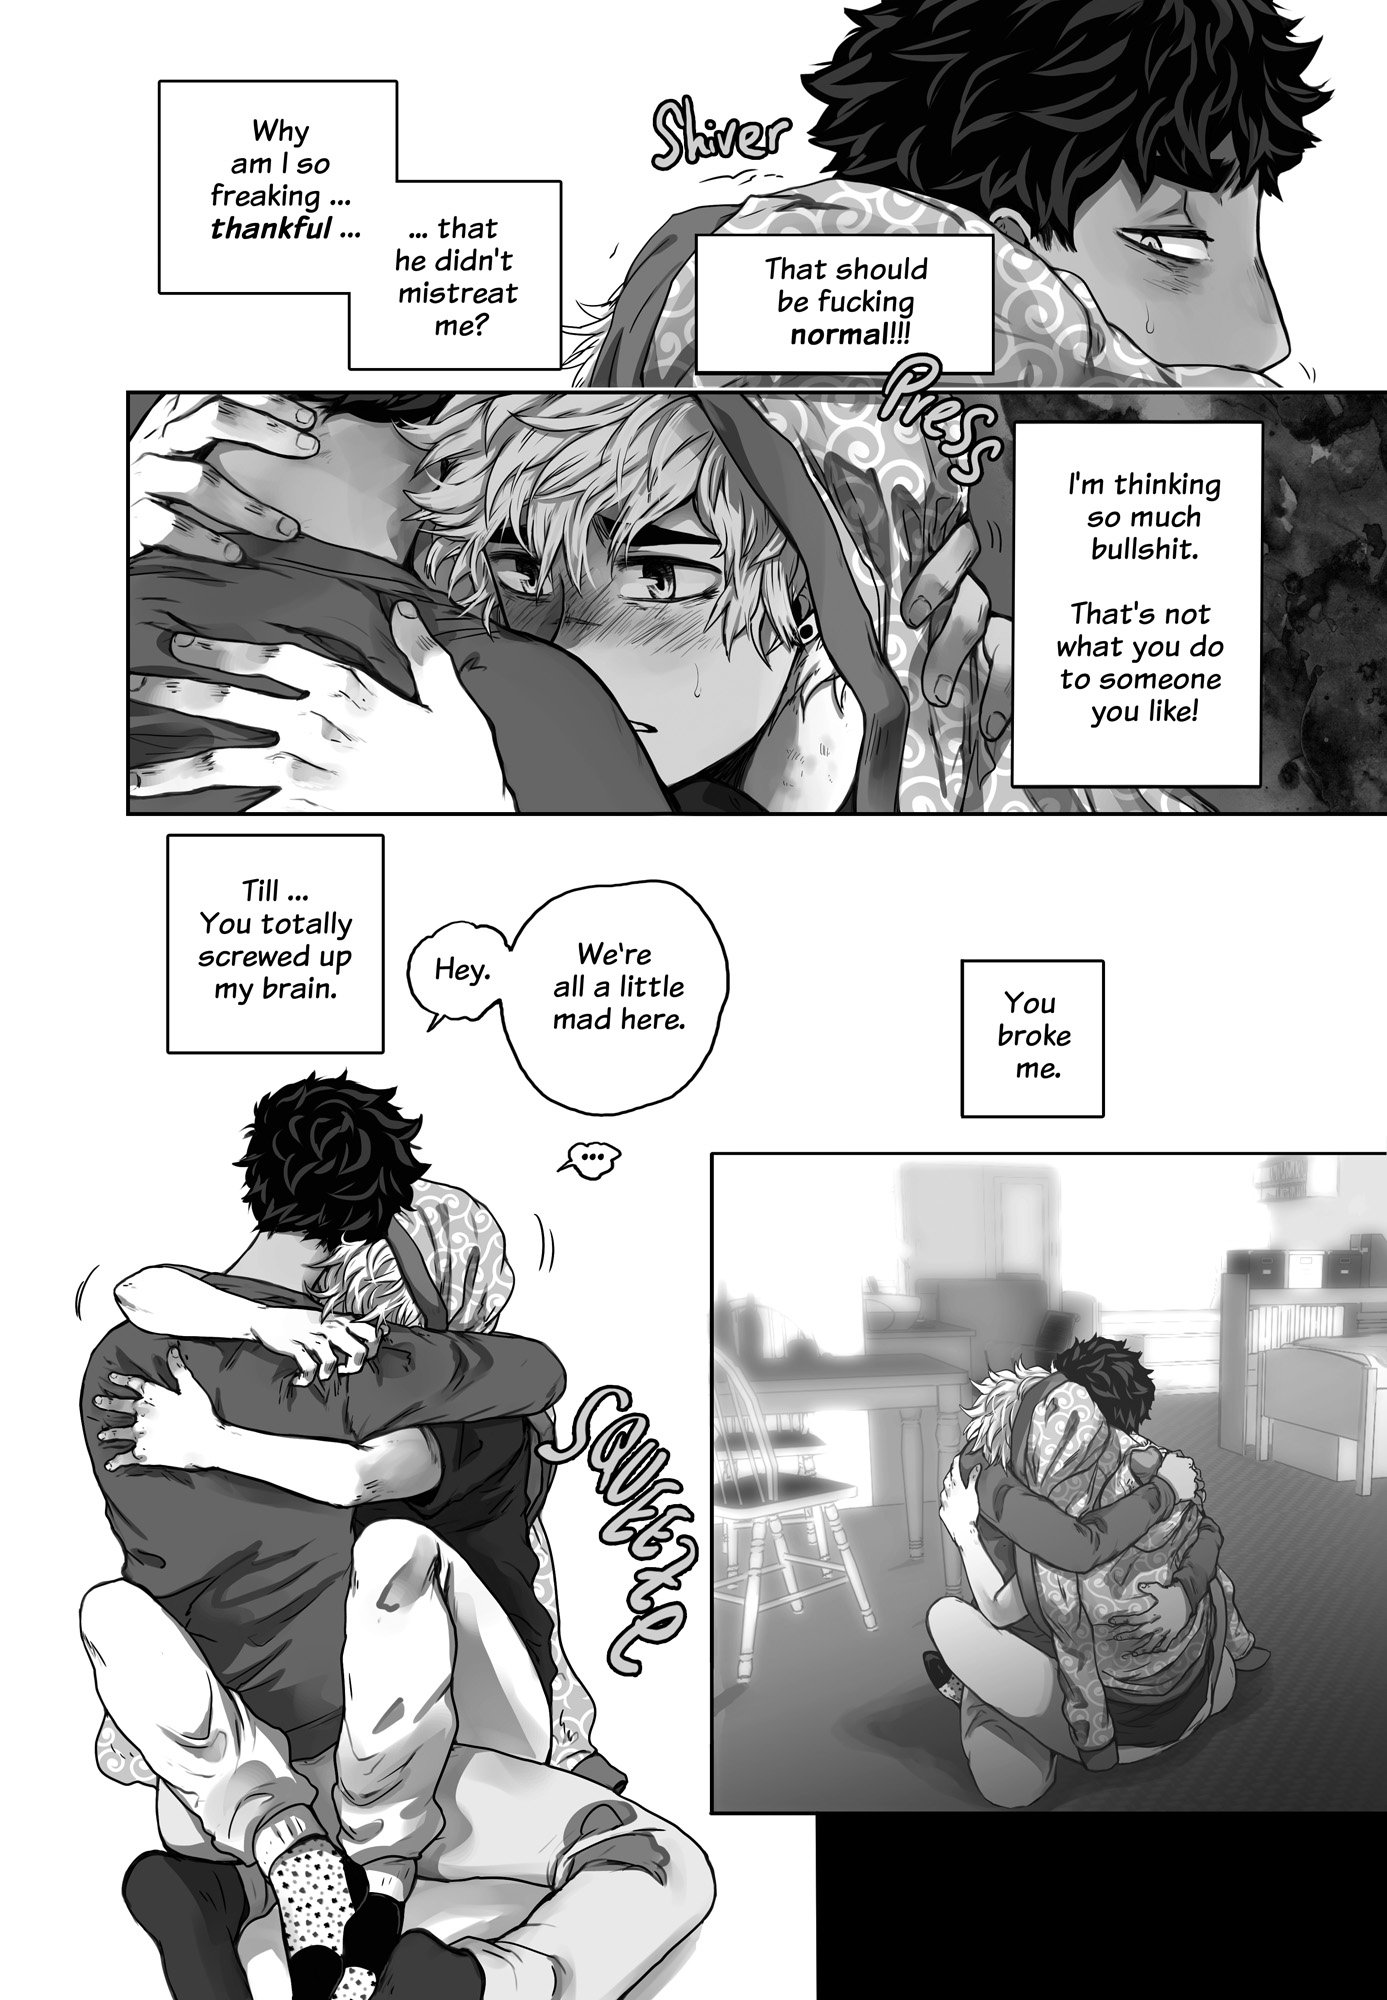 Why
am I so
freaking ...
thankful ...
... that
he didn't
mistreat
me?
Shiver
That should
be fucking
normal!!!
Press
I'm thinking
so much
bullshit.
That's not
what you do
to someone
you like!
Till ...
You totally
screwed up
my brain.
Hey.
We're
all a little
mad here.
...
You
broke
me.
SQUEEZE